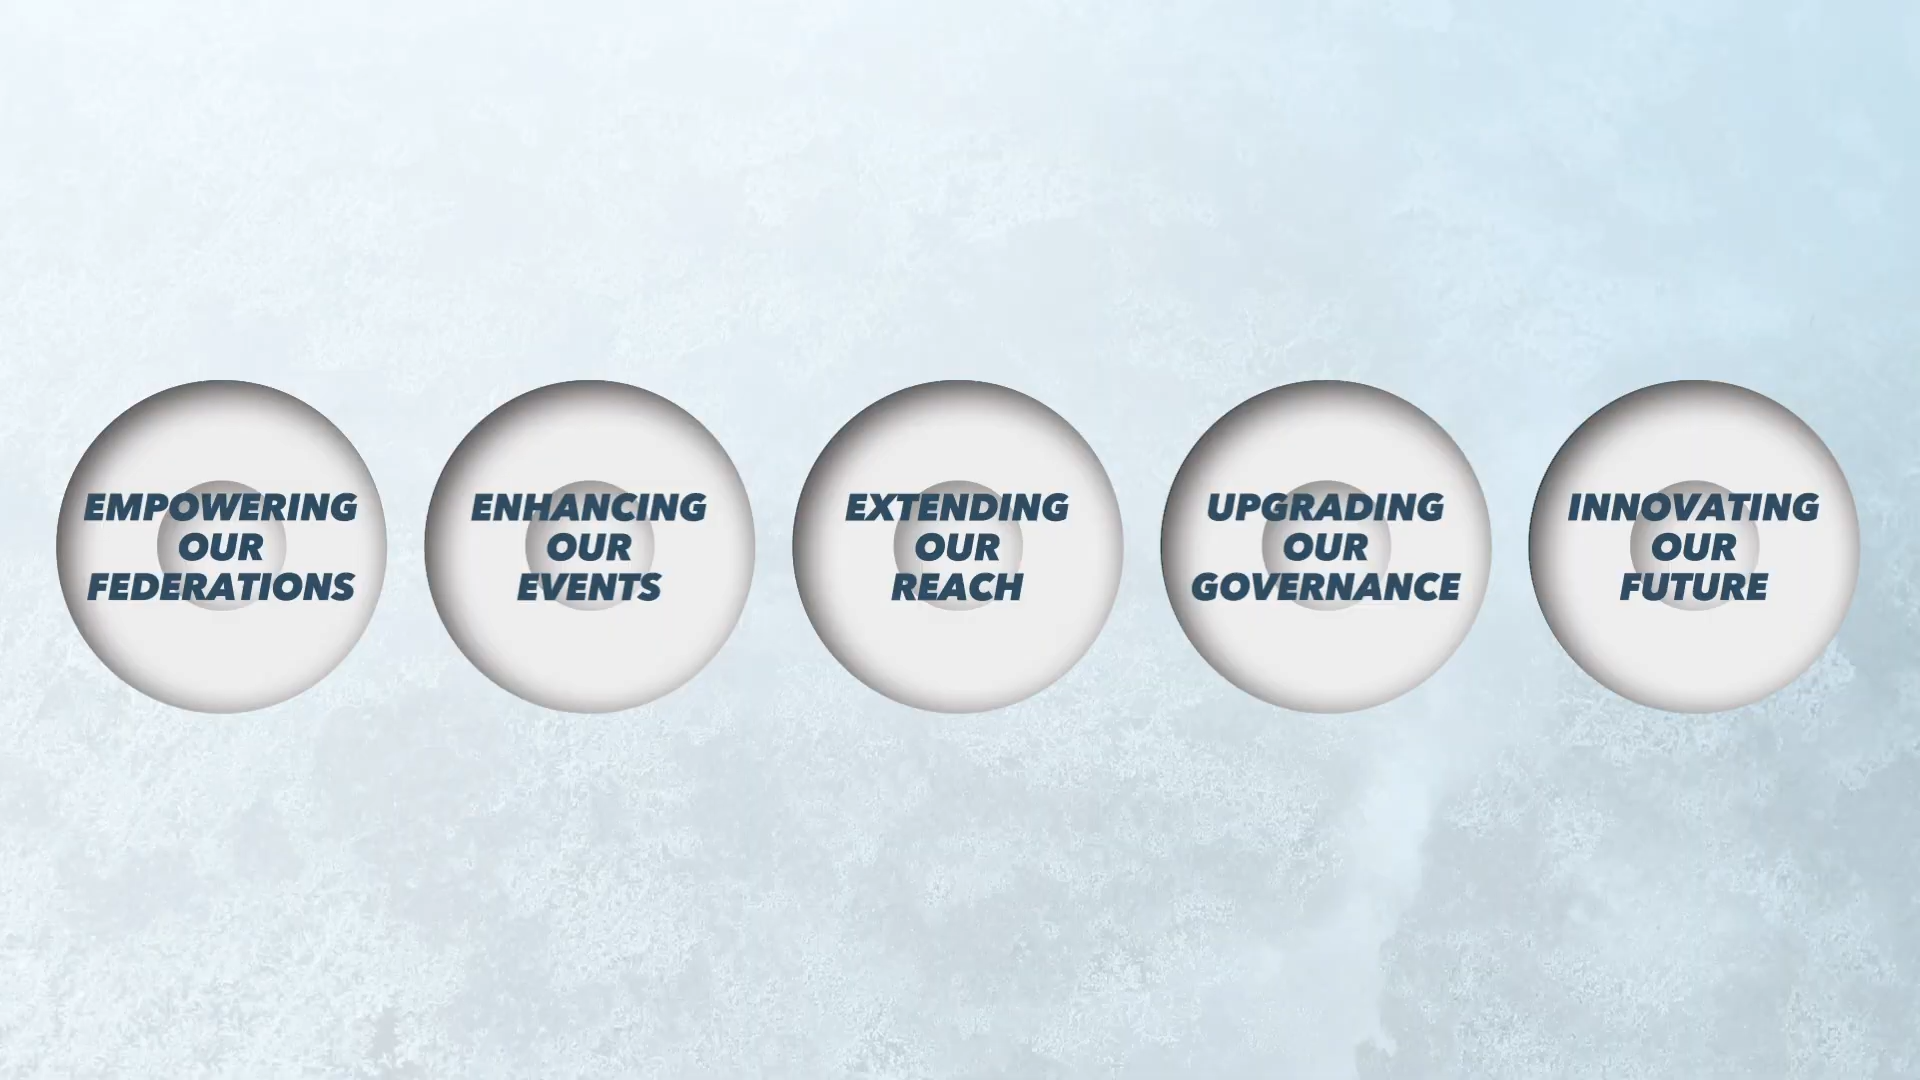 EMPOWERING
OUR
FEDERATIONS
ENHANCING
OUR
EVENTS
EXTENDING
OUR
REACH
UPGRADING
OUR
GOVERNANCE
INNOVATING
OUR
FUTURE